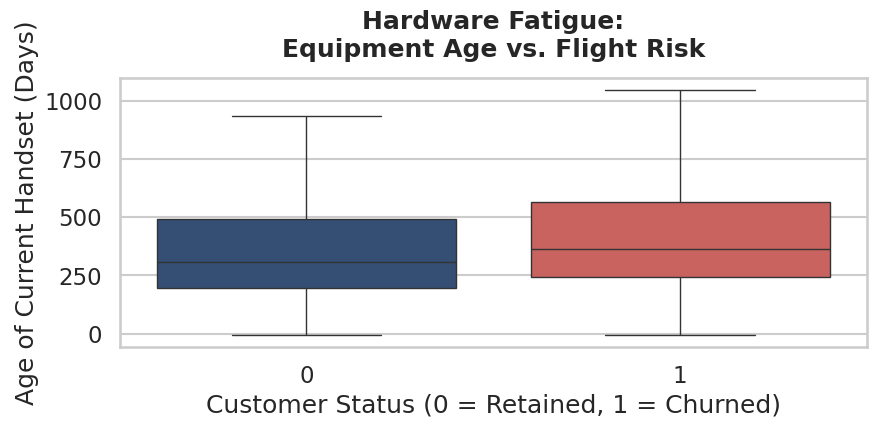 Hardware Fatigue:
Equipment Age vs. Flight Risk
Age of Current Handset (Days)
1000
750
500
250
0
0
1
Customer Status (0 = Retained, 1 = Churned)